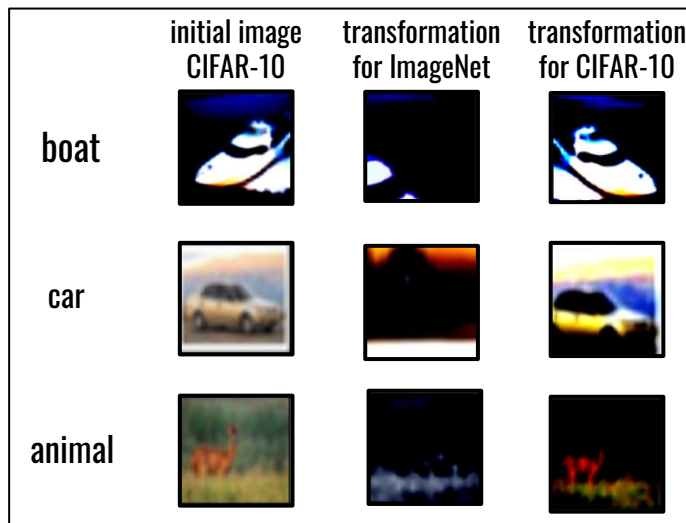 initial image transformation transformation
CIFAR-10 for ImageNet for CIFAR-10
boat
car
animal